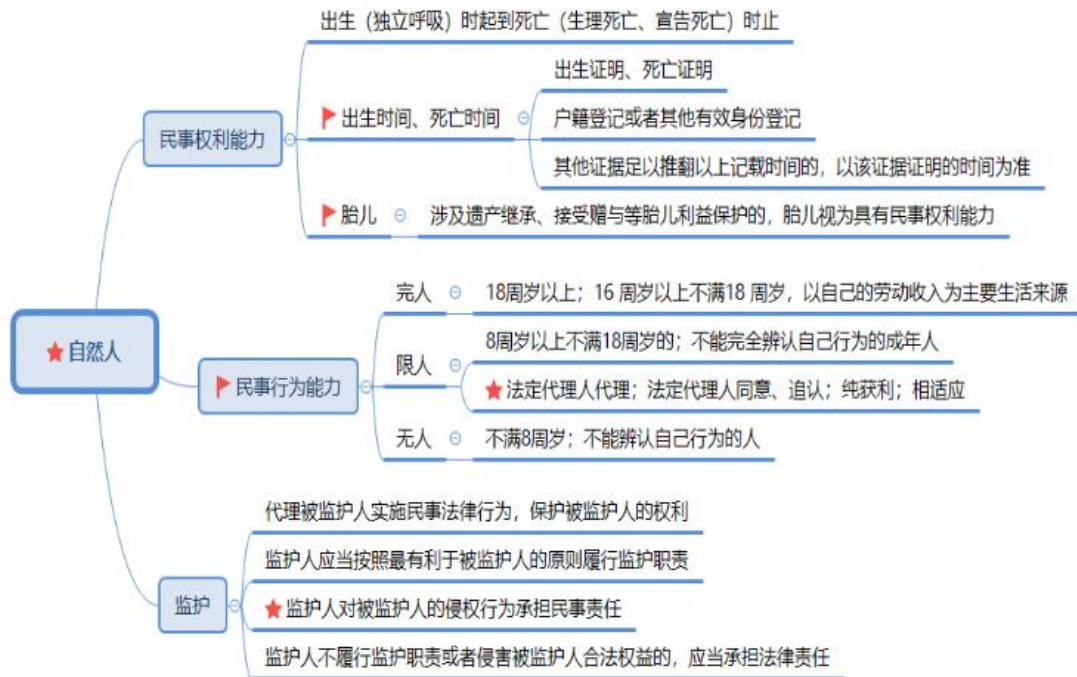 自然人
民事权利能力
出生（独立呼吸）时起到死亡（生理死亡、宣告死亡）时止
出生时间、死亡时间
出生证明、死亡证明
户籍登记或者其他有效身份登记
其他证据足以推翻以上记载时间的，以该证据证明的时间为准
胎儿
涉及遗产继承、接受赠与等胎儿利益保护的，胎儿视为具有民事权利能力
民事行为能力
完人
18周岁以上；16 周岁以上不满18 周岁，以自己的劳动收入为主要生活来源
限人
8周岁以上不满18周岁的；不能完全辨认自己行为的成年人
法定代理人代理；法定代理人同意、追认；纯获利；相适应
无人
不满8周岁；不能辨认自己行为的人
监护
代理被监护人实施民事法律行为，保护被监护人的权利
监护人应当按照最有利于被监护人的原则履行监护职责
监护人对被监护人的侵权行为承担民事责任
监护人不履行监护职责或者侵害被监护人合法权益的，应当承担法律责任